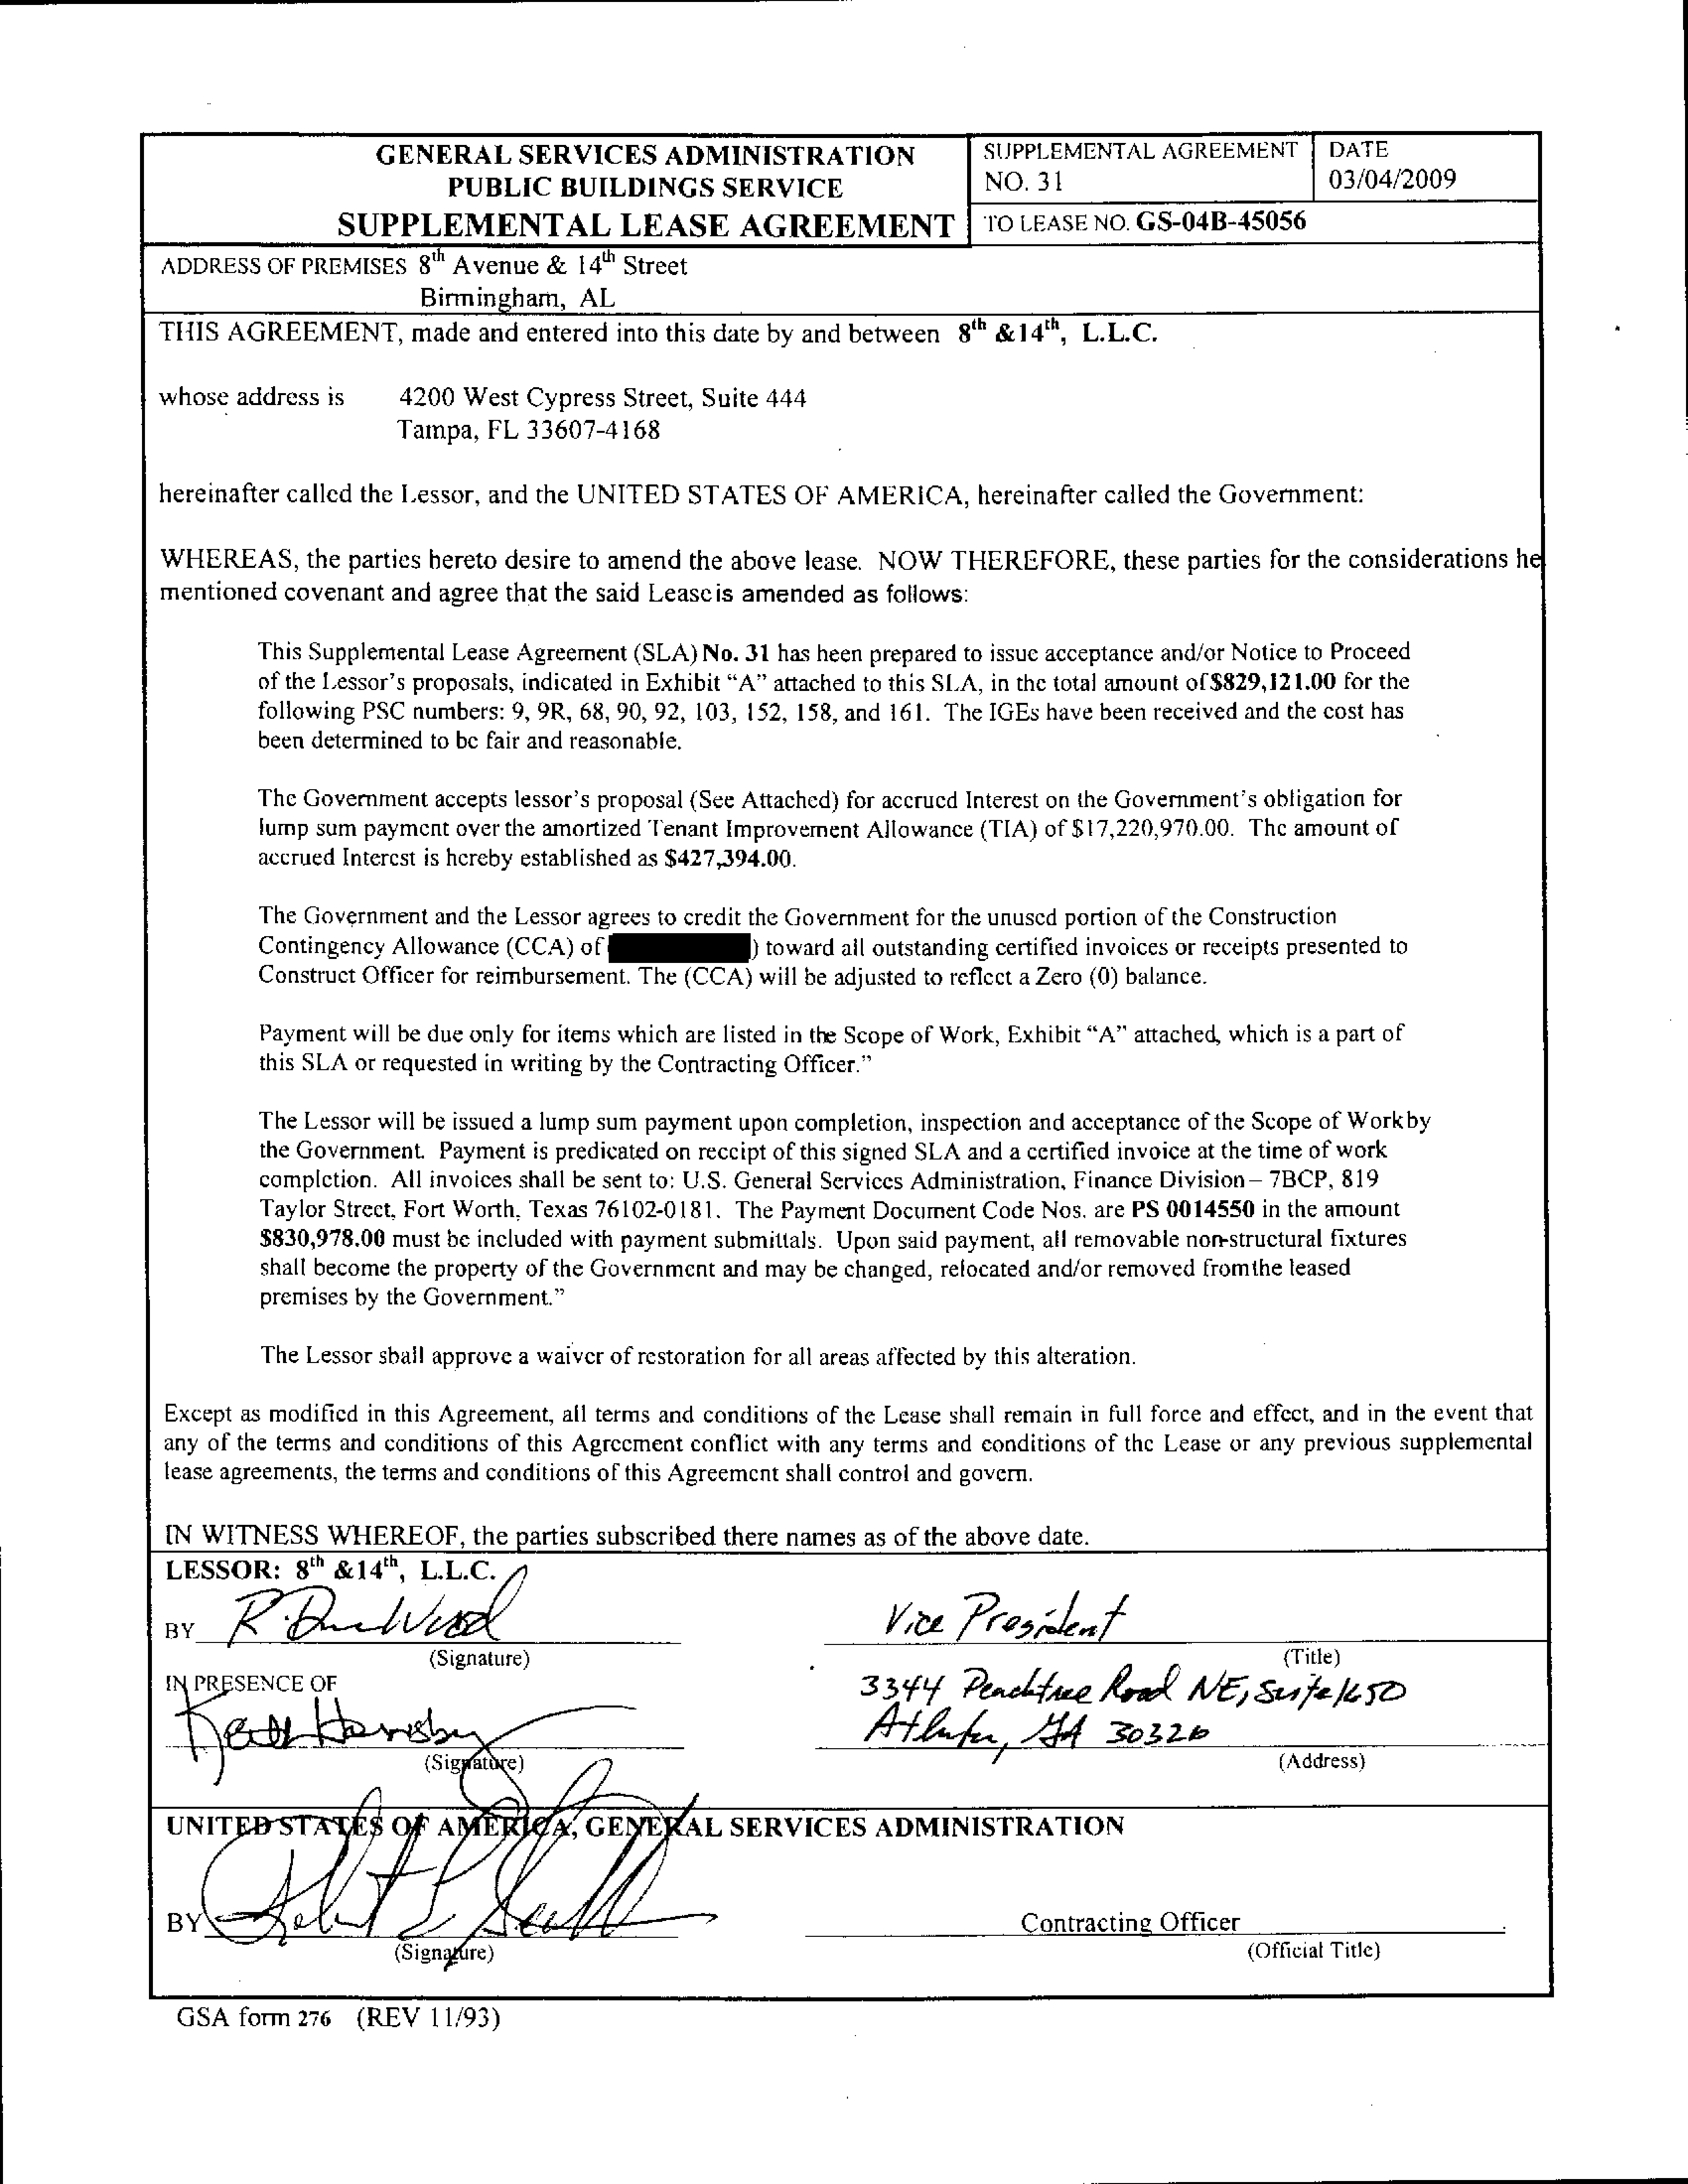 GENERAL SERVICES ADMINISTRATION
PUBLIC BUILDINGS SERVICE
SUPPLEMENTAL LEASE AGREEMENT
SUPPLEMENTAL AGREEMENT
NO. 31
DATE
03/04/2009
TO LEASE NO. GS-04B-45056
ADDRESS OF PREMISES 8th Avenue & 14th Street
Birmingham, AL
THIS AGREEMENT, made and entered into this date by and between 8th &14th, L.L.C.
whose address is 4200 West Cypress Street, Suite 444
Tampa, FL 33607-4168
hereinafter called the Lessor, and the UNITED STATES OF AMERICA, hereinafter called the Government:
WHEREAS, the parties hereto desire to amend the above lease. NOW THEREFORE, these parties for the considerations he
mentioned covenant and agree that the said Lease is amended as follows:
This Supplemental Lease Agreement (SLA) No. 31 has been prepared to issue acceptance and/or Notice to Proceed
of the Lessor's proposals, indicated in Exhibit “A” attached to this SLA, in the total amount of $829,121.00 for the
following PSC numbers: 9, 9R, 68, 90, 92, 103, 152, 158, and 161. The IGEs have been received and the cost has
been determined to be fair and reasonable.
The Government accepts lessor's proposal (See Attached) for accrued Interest on the Government's obligation for
lump sum payment over the amortized Tenant Improvement Allowance (TIA) of $17,220,970.00. The amount of
accrued Interest is hereby established as $427,394.00.
The Government and the Lessor agrees to credit the Government for the unused portion of the Construction
Contingency Allowance (CCA) of ) toward all outstanding certified invoices or receipts presented to
Construct Officer for reimbursement. The (CCA) will be adjusted to reflect a Zero (0) balance.
Payment will be due only for items which are listed in the Scope of Work, Exhibit “A” attached, which is a part of
this SLA or requested in writing by the Contracting Officer.”
The Lessor will be issued a lump sum payment upon completion, inspection and acceptance of the Scope of Work by
the Government. Payment is predicated on receipt of this signed SLA and a certified invoice at the time of work
completion. All invoices shall be sent to: U.S. General Services Administration, Finance Division – 7BCP, 819
Taylor Street, Fort Worth, Texas 76102-0181. The Payment Document Code Nos. are PS 0014550 in the amount
$830,978.00 must be included with payment submittals. Upon said payment, all removable non-structural fixtures
shall become the property of the Government and may be changed, relocated and/or removed from the leased
premises by the Government.”
The Lessor shall approve a waiver of restoration for all areas affected by this alteration.
Except as modified in this Agreement, all terms and conditions of the Lease shall remain in full force and effect, and in the event that
any of the terms and conditions of this Agreement conflict with any terms and conditions of the Lease or any previous supplemental
lease agreements, the terms and conditions of this Agreement shall control and govern.
IN WITNESS WHEREOF, the parties subscribed there names as of the above date.
LESSOR: 8th &14th, L.L.C.
BY Vice President
(Signature) (Title)
IN PRESENCE OF
3344 Peachtree Road NE, Suite 1650
Atlanta, GA 30326
(Signature) (Address)
UNITED STATES OF AMERICA, GENERAL SERVICES ADMINISTRATION
BY Contracting Officer
(Signature) (Official Title)
GSA form 276 (REV 11/93)